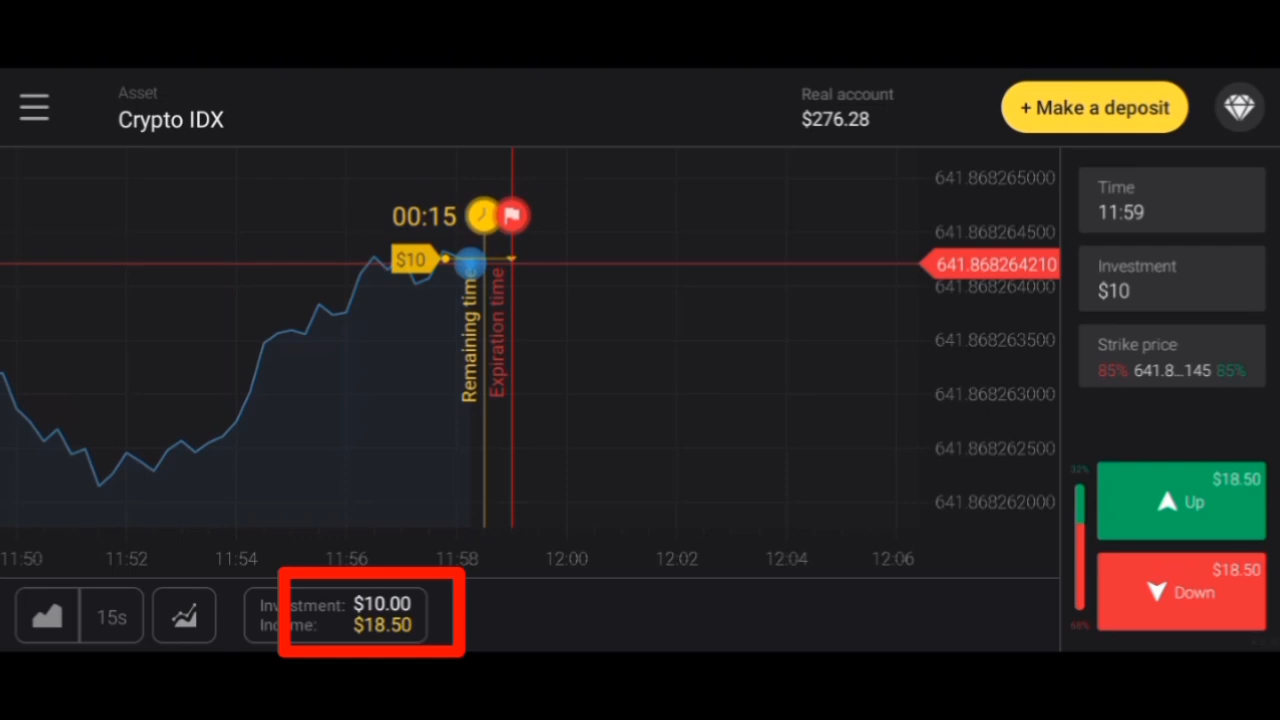 Asset
Crypto IDX
Real account
$276.28
+ Make a deposit
00:15
$10
Remaining time
Expiration time
641.868265000
641.868264500
641.868264210
641.868264000
641.868263500
641.868263000
641.868262500
641.868262000
Time
11:59
Investment
$10
Strike price
85% 641.8...145 85%
32%
$18.50
Up
$18.50
Down
68%
11:50 11:52 11:54 11:56 11:58 12:00 12:02 12:04 12:06
15s
Investment: $10.00
Income: $18.50